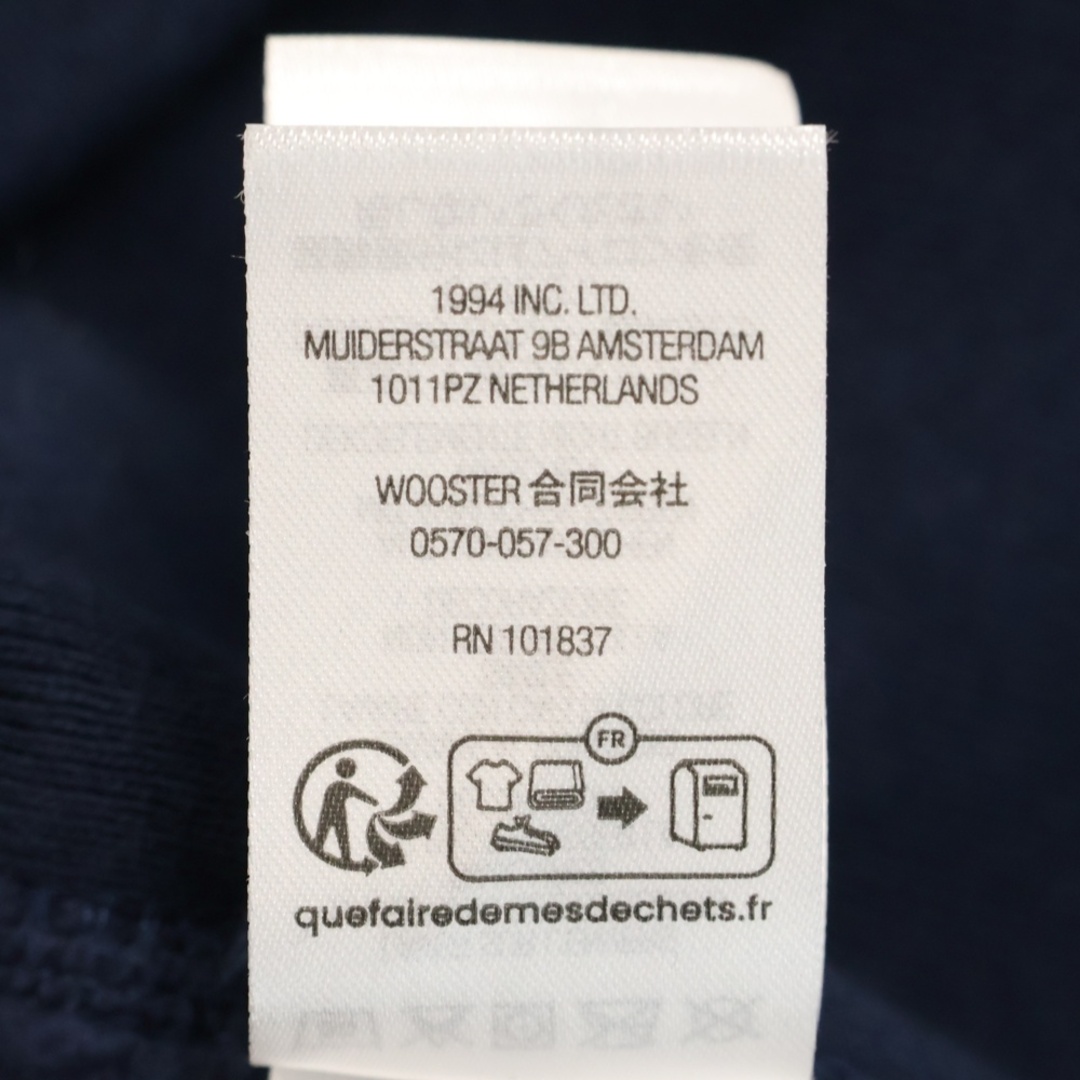 1994 INC. LTD.
MUIDERSTRAAT 9B AMSTERDAM
1011PZ NETHERLANDS
WOOSTER 合同会社
0570-057-300
RN 101837
FR
quefairedemesdechets.fr